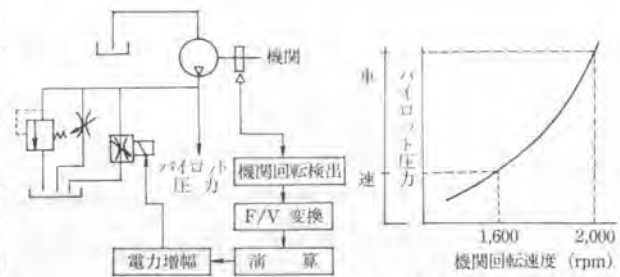 機関
パイロット
圧力
機関回転検出
F/V 変換
演算
電力増幅
車速
パイロット圧力
1,600
2,000
機関回転速度 (rpm)